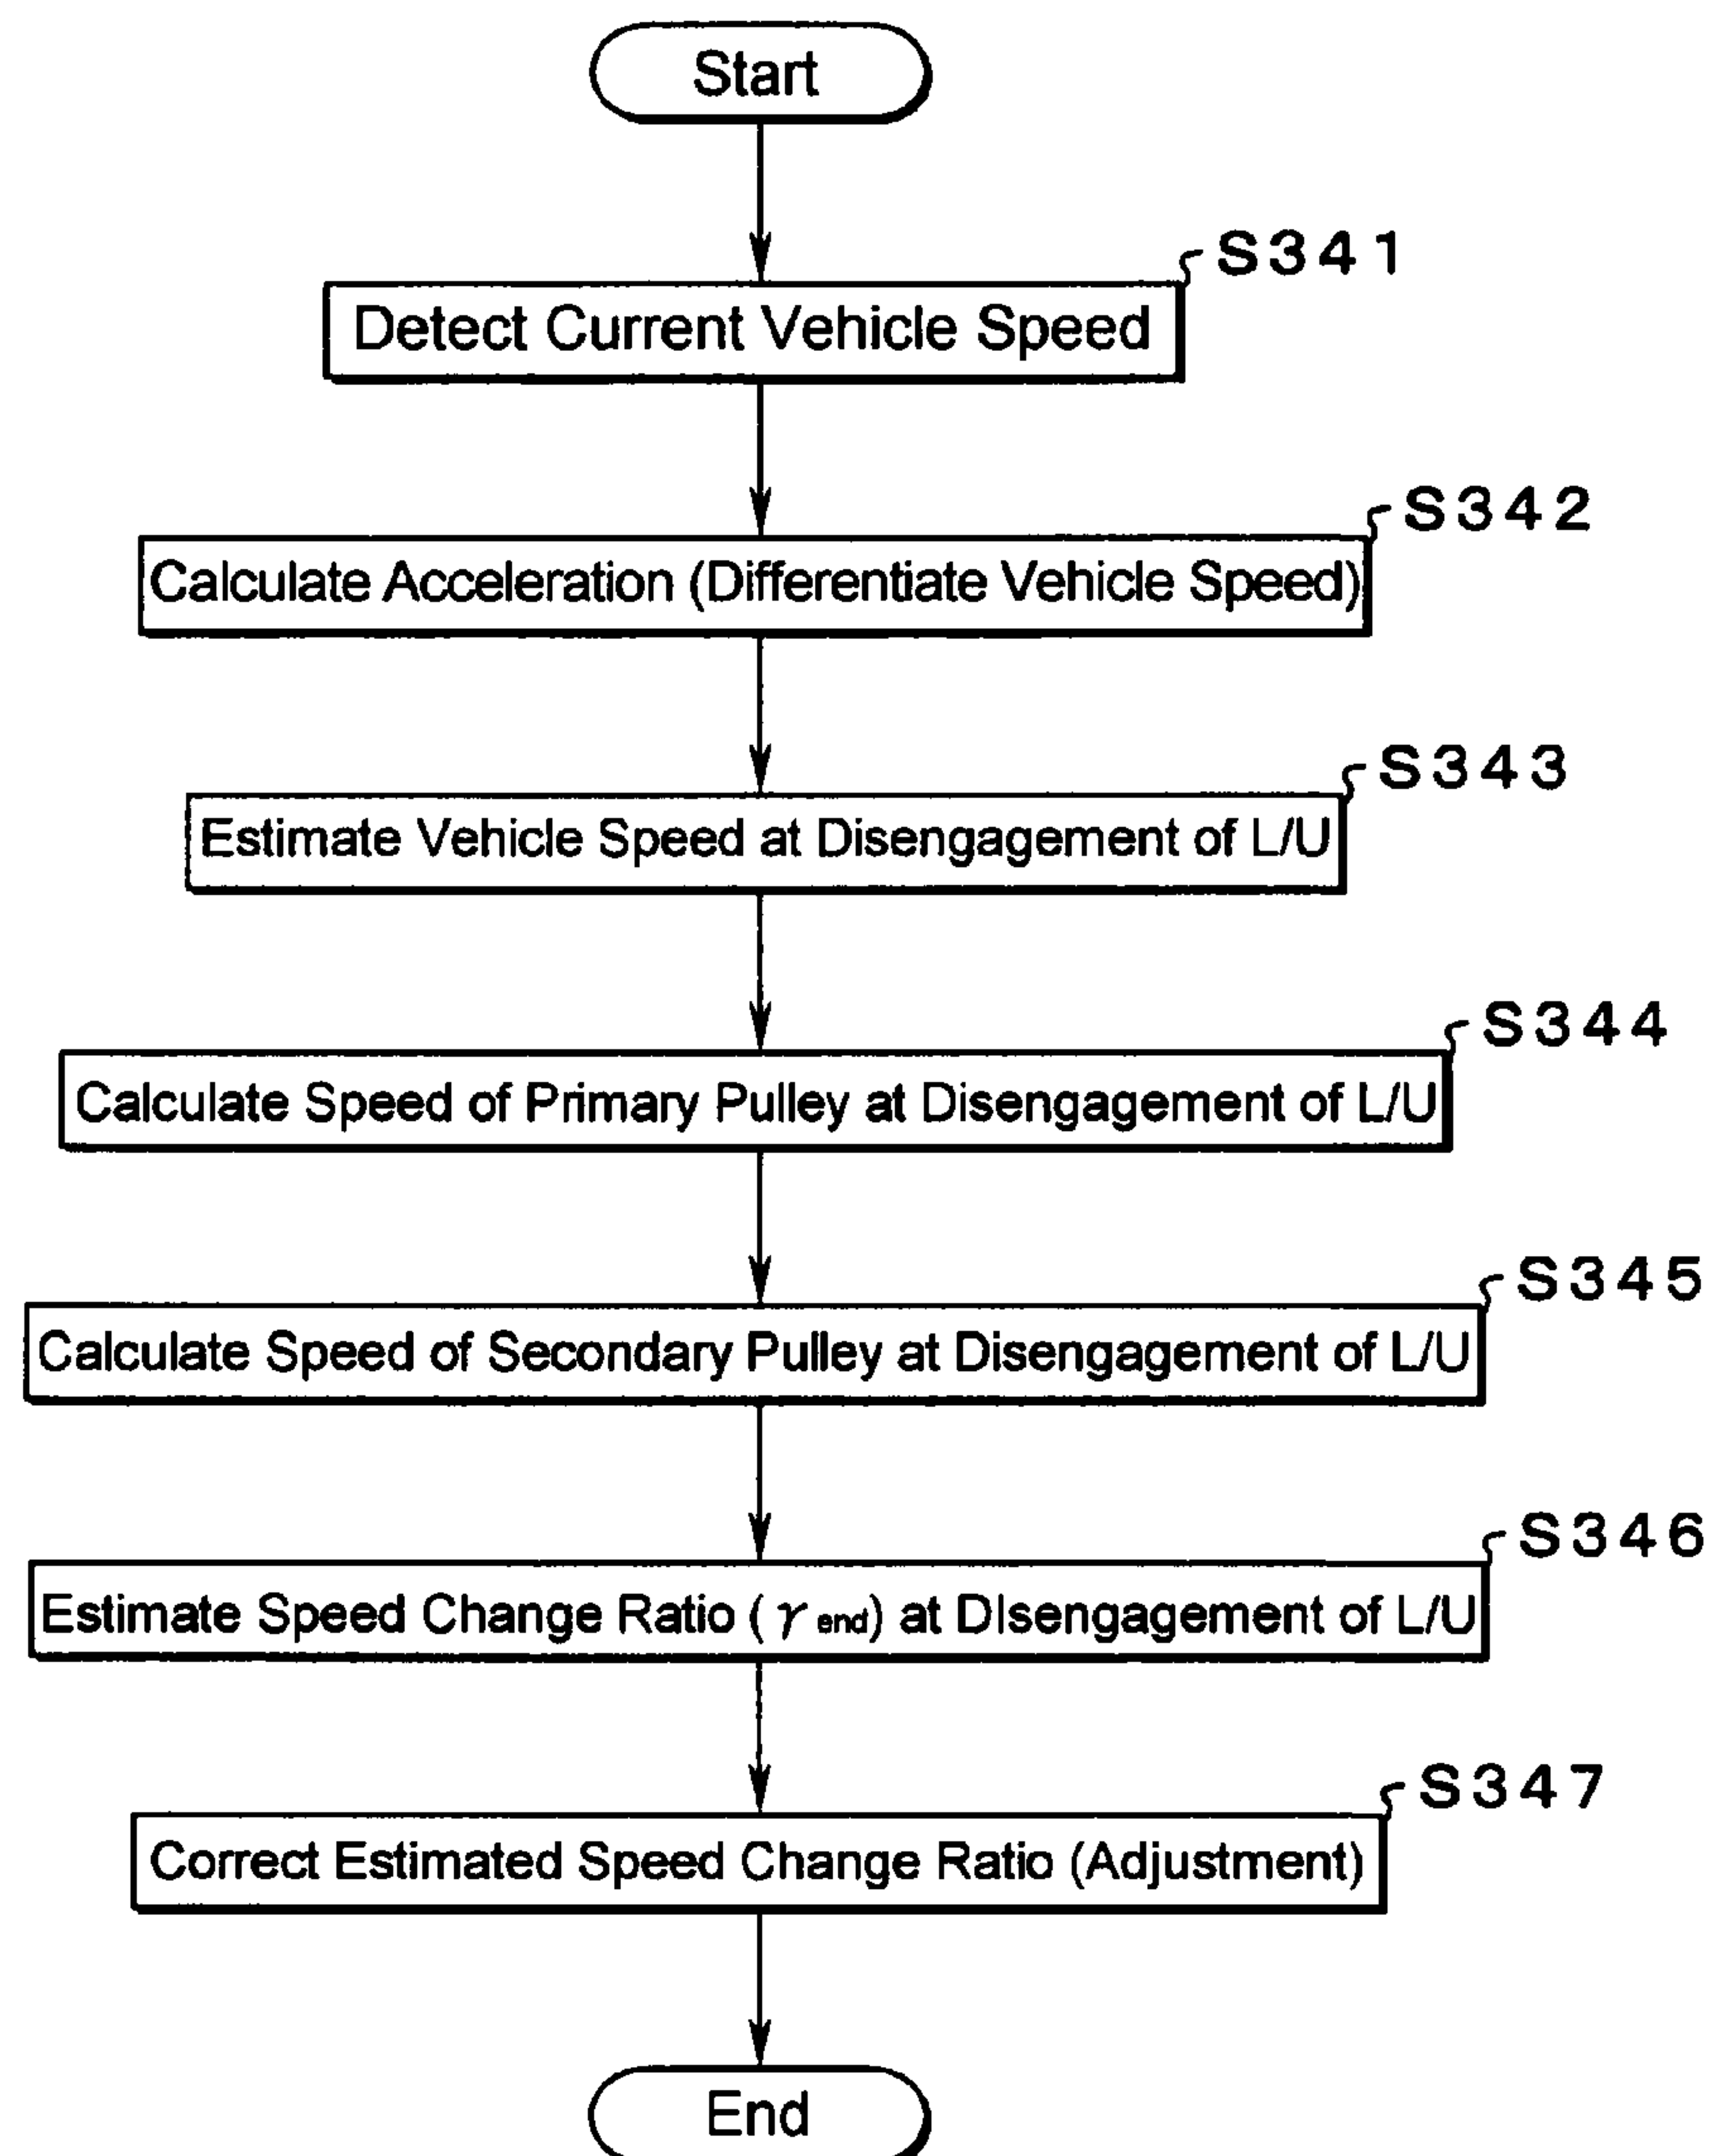 Start
S341
Detect Current Vehicle Speed
S342
Calculate Acceleration (Differentiate Vehicle Speed)
S343
Estimate Vehicle Speed at Disengagement of L/U
S344
Calculate Speed of Primary Pulley at Disengagement of L/U
S345
Calculate Speed of Secondary Pulley at Disengagement of L/U
S346
Estimate Speed Change Ratio (γ end) at DIsengagement of L/U
S347
Correct Estimated Speed Change Ratio (Adjustment)
End